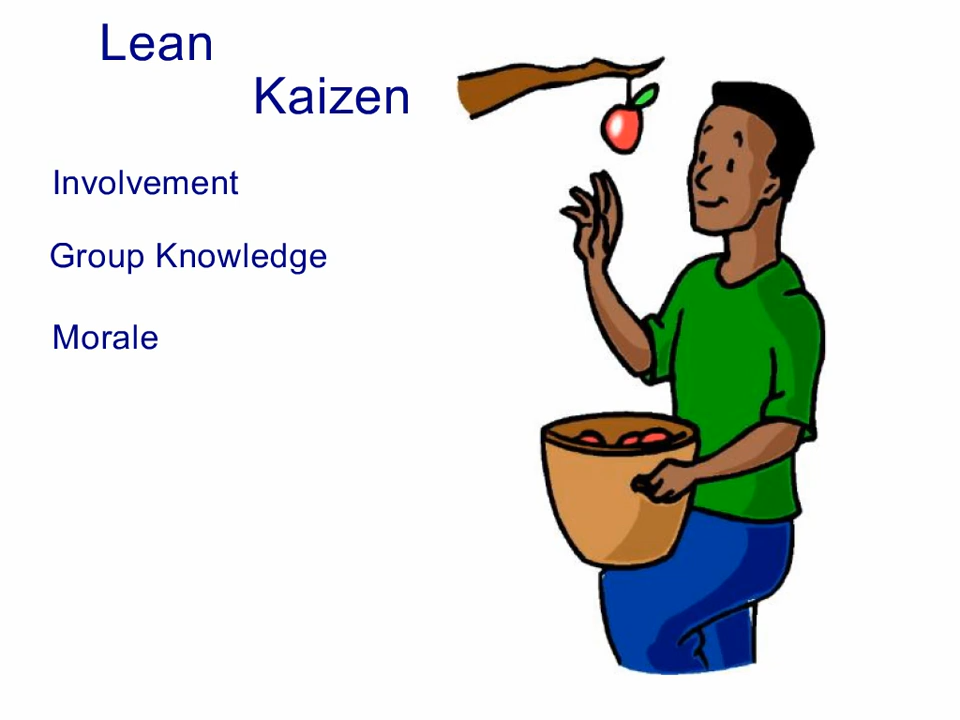 Lean
Kaizen
Involvement
Group Knowledge
Morale